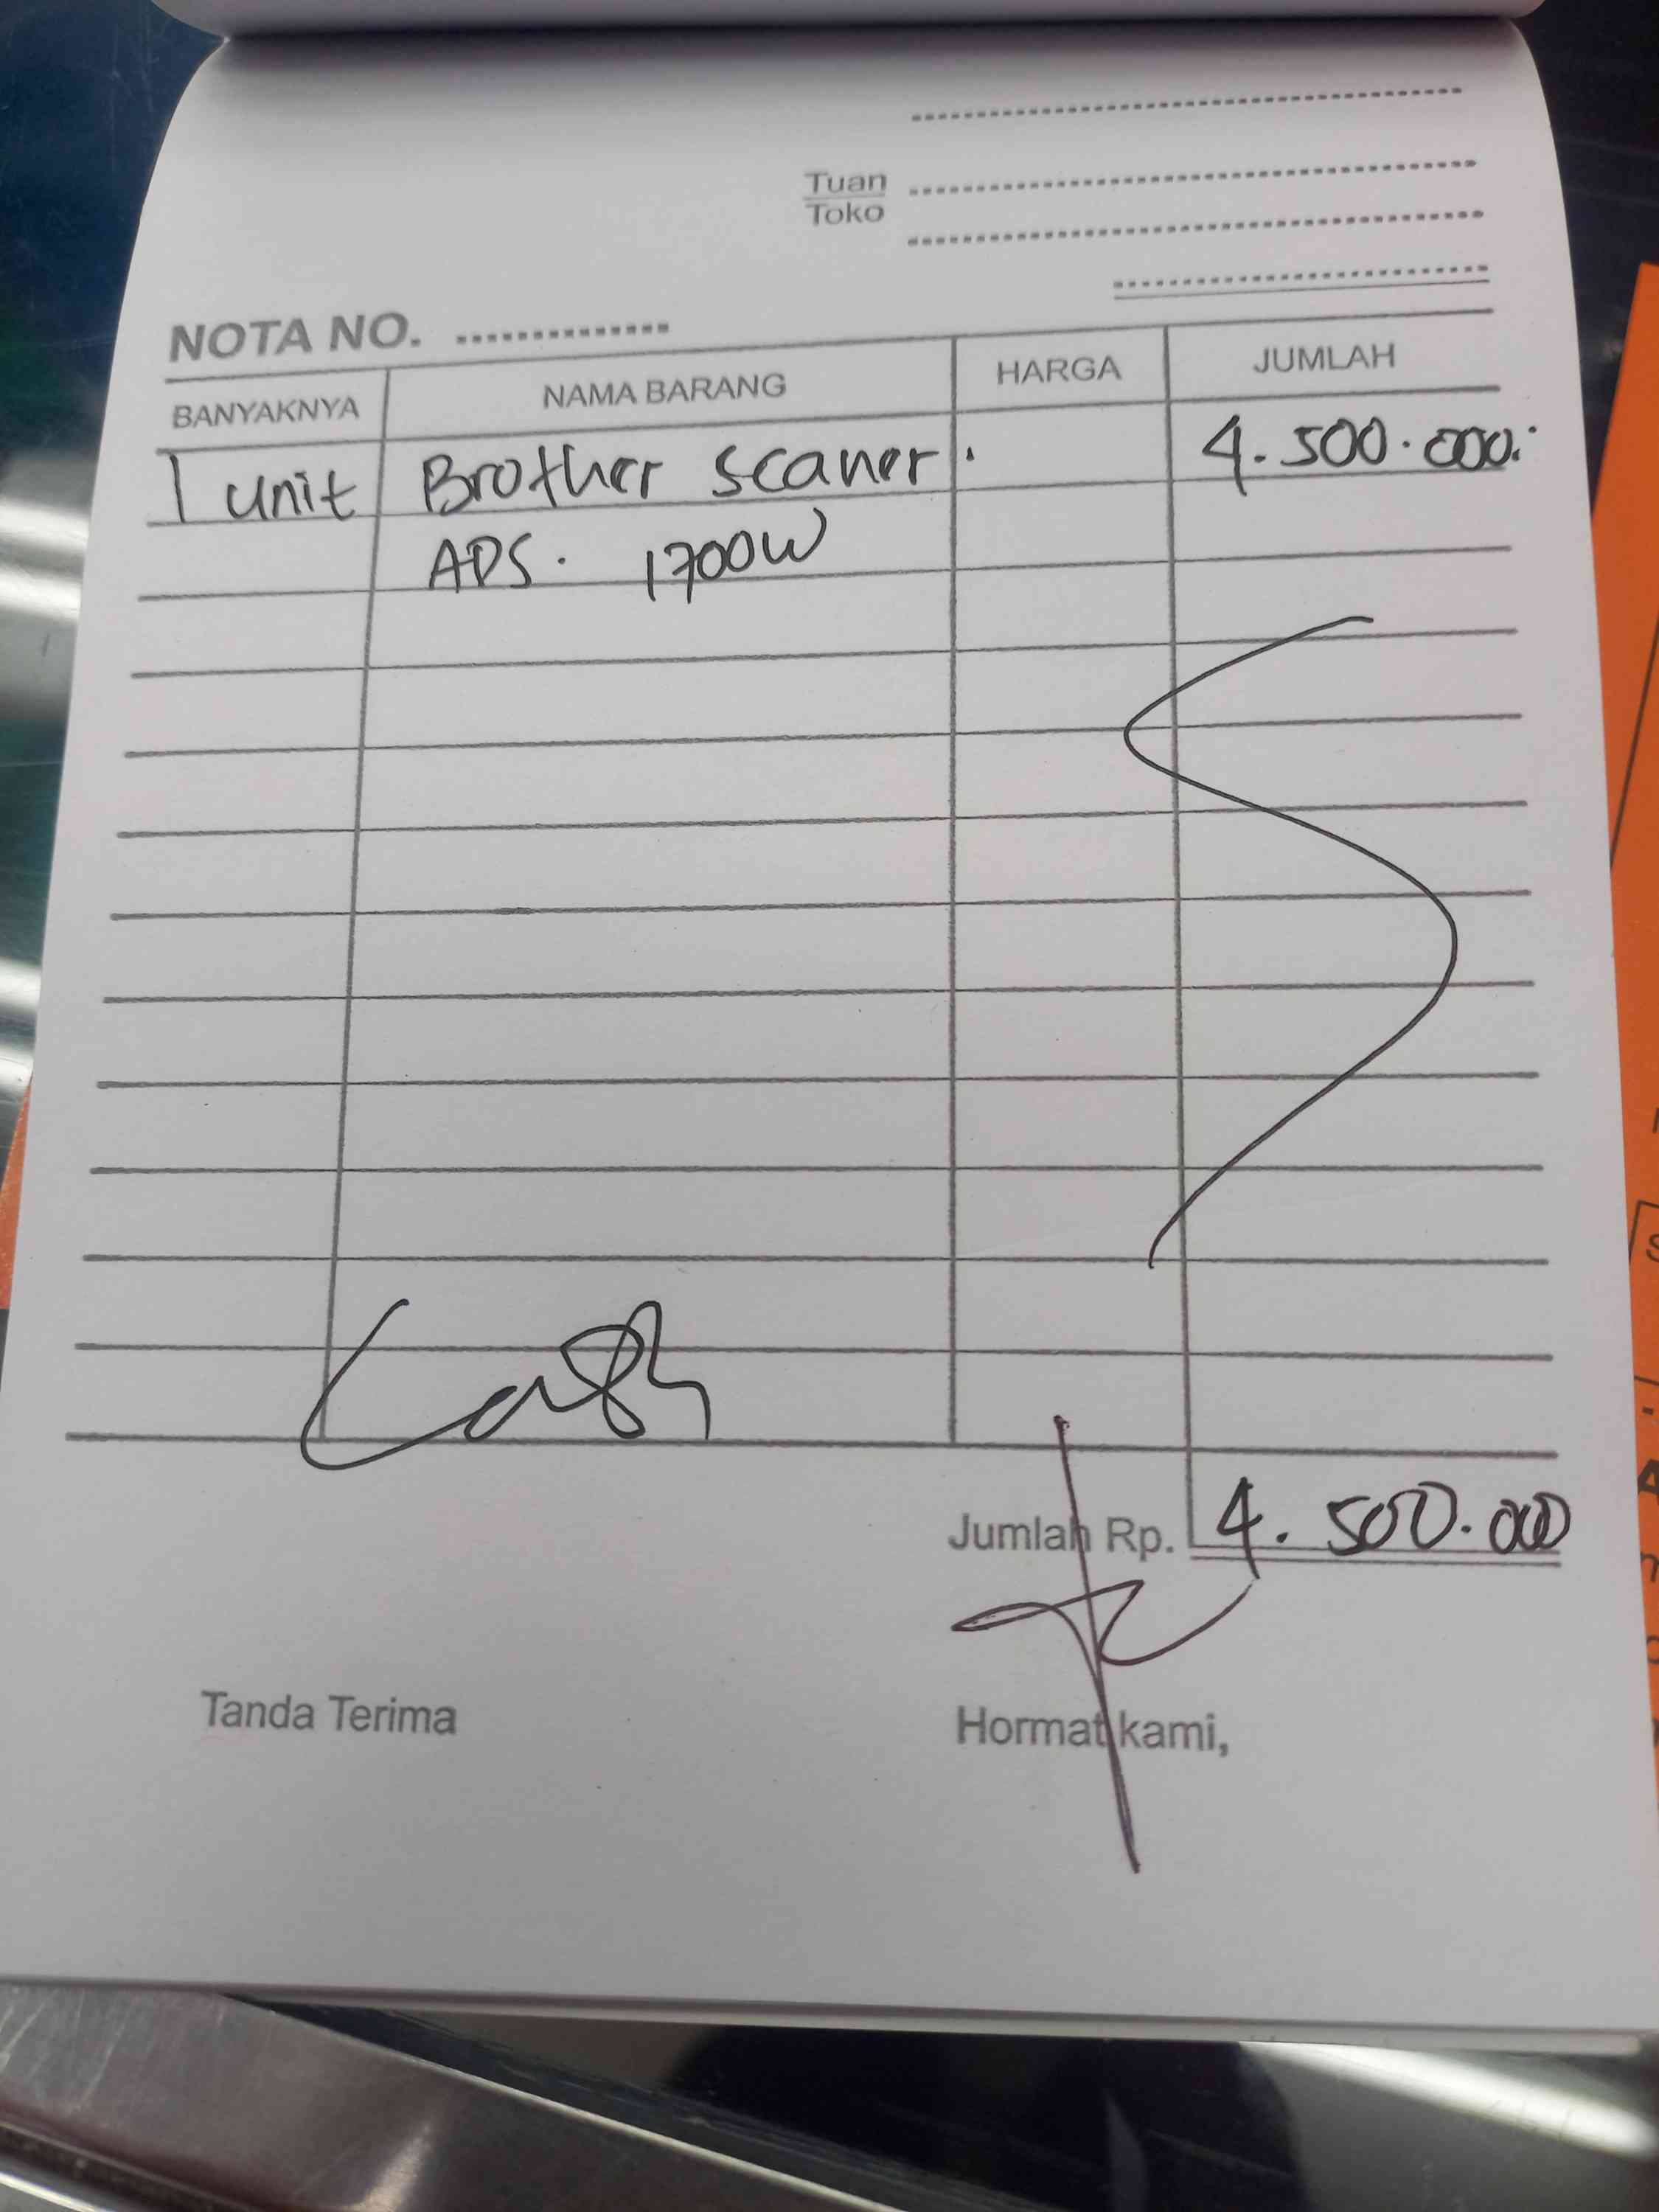 Tuan
Toko
NOTA NO.
BANYAKNYA NAMA BARANG HARGA JUMLAH
1 unit Brother scaner. 4.500.000.
ADS. 1700W
Cash
Jumlah Rp. 4.500.000
Tanda Terima Hormat kami,